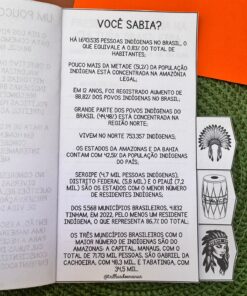 VOCÊ SABIA?
HÁ 1.693.535 PESSOAS INDÍGENAS NO BRASIL, O
QUE EQUIVALE A 0,83% DO TOTAL DE
HABITANTES;
POUCO MAIS DA METADE (51,2%) DA POPULAÇÃO
INDÍGENA ESTÁ CONCENTRADA NA AMAZÔNIA
LEGAL;
EM 12 ANOS, FOI REGISTRADO AUMENTO DE
88,82% DOS POVOS INDÍGENAS NO BRASIL;
GRANDE PARTE DOS POVOS INDÍGENAS DO
BRASIL (44,48%) ESTÁ CONCENTRADA NA
REGIÃO NORTE;
VIVEM NO NORTE 753.357 INDÍGENAS;
OS ESTADOS DA AMAZONAS E DA BAHIA
CONTAM COM 42,51% DA POPULAÇÃO INDÍGENA DO
PAÍS;
SERGIPE (4,7 MIL PESSOAS INDÍGENAS),
DISTRITO FEDERAL (5,8 MIL) E O PIAUÍ (7,2
MIL) SÃO OS ESTADOS COM O MENOR NÚMERO
DE RESIDENTES INDÍGENAS;
DOS 5.568 MUNICÍPIOS BRASILEIROS, 4.832
TINHAM, EM 2022, PELO MENOS UM RESIDENTE
INDÍGENA, O QUE REPRESENTA 86,7% DO TOTAL;
OS TRÊS MUNICÍPIOS BRASILEIROS COM O
MAIOR NÚMERO DE INDÍGENAS SÃO DO
AMAZONAS: A CAPITAL, MANAUS, COM O
TOTAL DE 71,70 MIL PESSOAS, SÃO GABRIEL DA
CACHOEIRA, COM 48,3 MIL, E TABATINGA, COM
34,5 MIL.